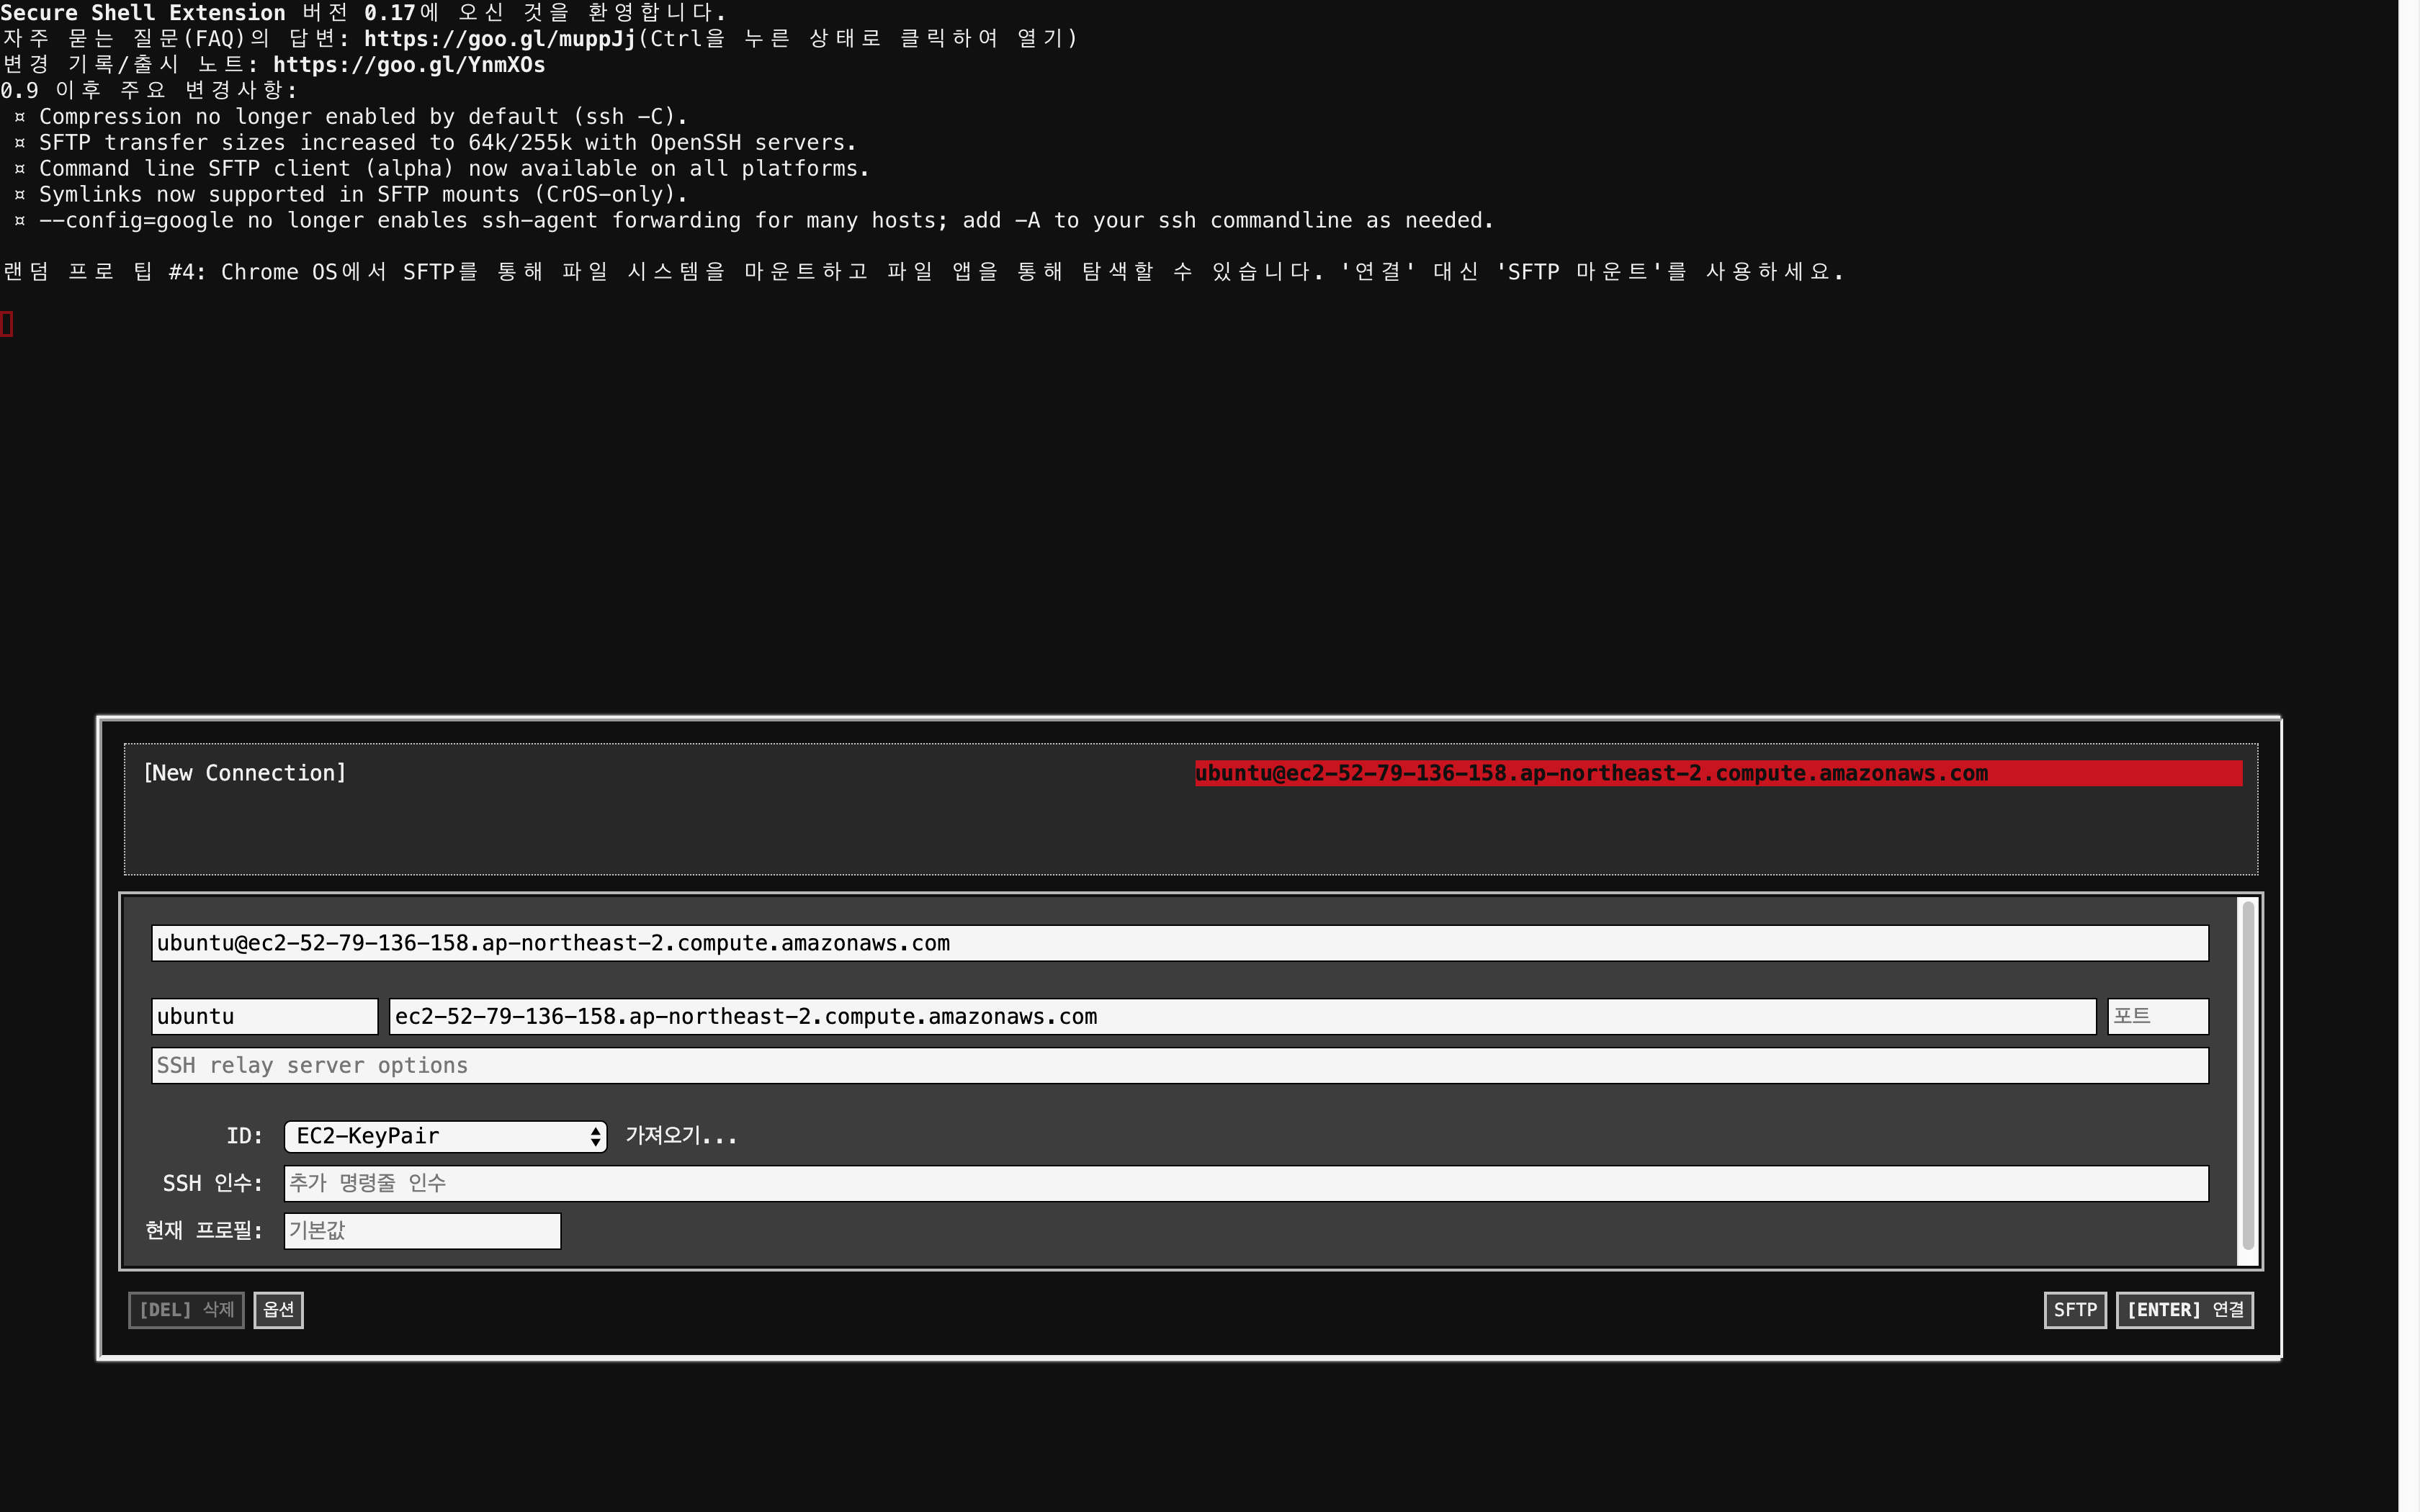 Secure Shell Extension 버전 0.17에 오신 것을 환영합니다.
자주 묻는 질문(FAQ)의 답변: https://goo.gl/muppJj(Ctrl을 누른 상태로 클릭하여 열기)
변경 기록/출시 노트: https://goo.gl/YnmXOs
0.9 이후 주요 변경사항:
¤ Compression no longer enabled by default (ssh -C).
¤ SFTP transfer sizes increased to 64k/255k with OpenSSH servers.
¤ Command line SFTP client (alpha) now available on all platforms.
¤ Symlinks now supported in SFTP mounts (CrOS-only).
¤ --config=google no longer enables ssh-agent forwarding for many hosts; add -A to your ssh commandline as needed.
랜덤 프로 팁 #4: Chrome OS에서 SFTP를 통해 파일 시스템을 마운트하고 파일 앱을 통해 탐색할 수 있습니다. '연결' 대신 'SFTP 마운트'를 사용하세요.
[New Connection] ubuntu@ec2-52-79-136-158.ap-northeast-2.compute.amazonaws.com
ubuntu@ec2-52-79-136-158.ap-northeast-2.compute.amazonaws.com
ubuntu ec2-52-79-136-158.ap-northeast-2.compute.amazonaws.com 포트
SSH relay server options
ID: EC2-KeyPair 가져오기...
SSH 인수: 추가 명령줄 인수
현재 프로필: 기본값
[DEL] 삭제 옵션 SFTP [ENTER] 연결